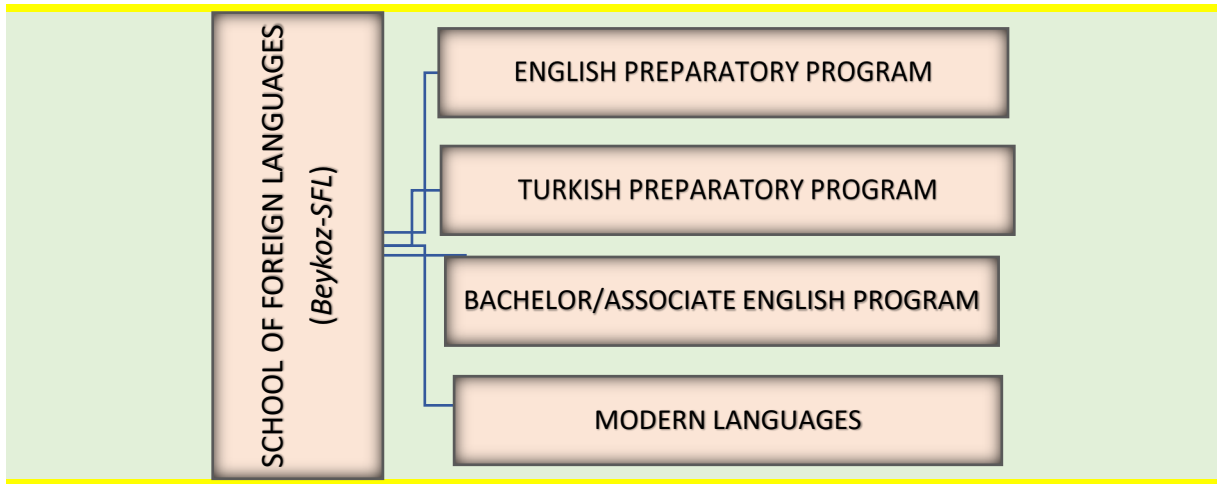 SCHOOL OF FOREIGN LANGUAGES
(Beykoz-SFL)
ENGLISH PREPARATORY PROGRAM
TURKISH PREPARATORY PROGRAM
BACHELOR/ASSOCIATE ENGLISH PROGRAM
MODERN LANGUAGES